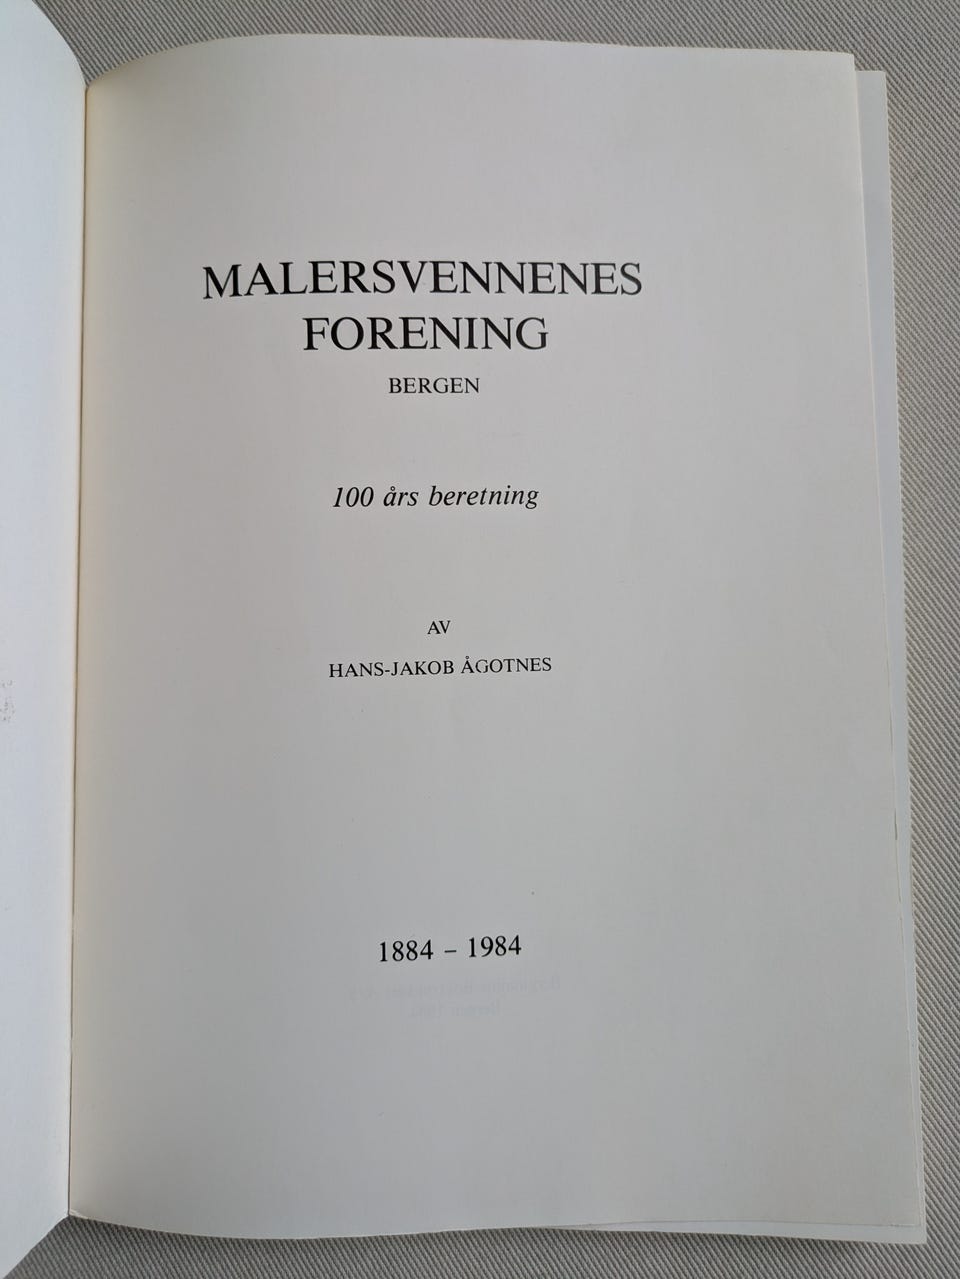 MALERSVENNENES
FORENING
BERGEN
100 års beretning
AV
HANS-JAKOB ÅGOTNES
1884 – 1984